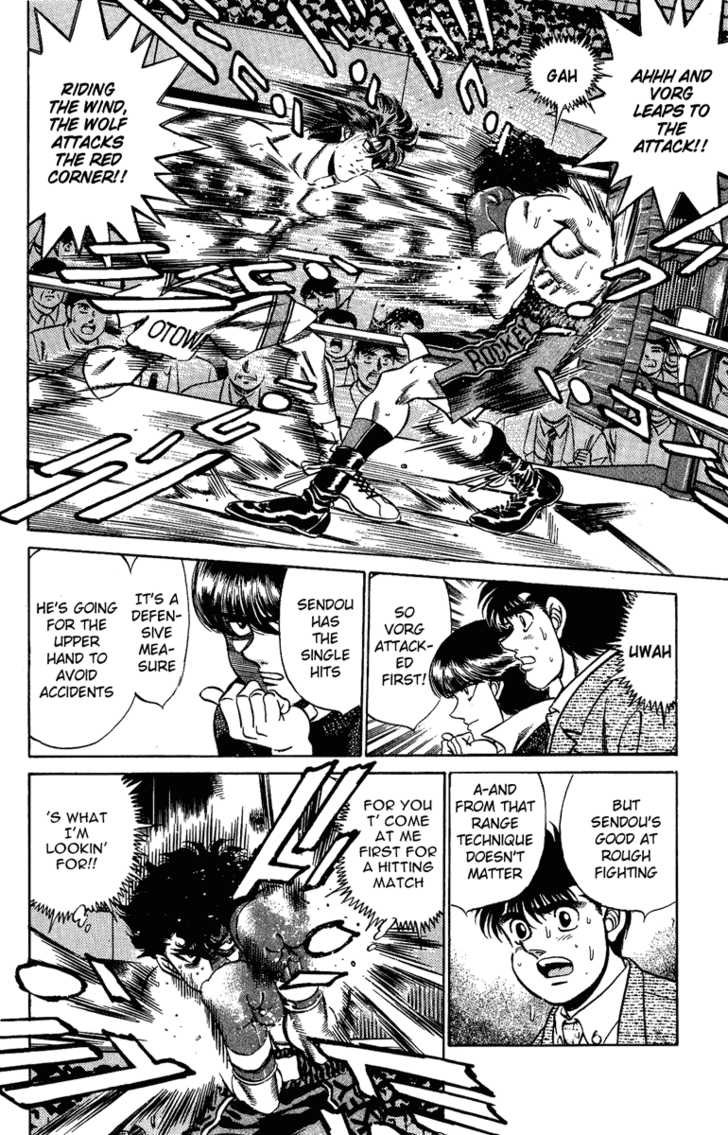 AHHH AND
VORG
LEAPS TO
THE
ATTACK!!
GAH
RIDING
THE WIND,
THE WOLF
ATTACKS
THE RED
CORNER!!
OTOW
ROOKEY
UWAH
SO
VORG
ATTACK-
ED
FIRST!
SENDOU
HAS
THE
SINGLE
HITS
IT'S A
DEFEN-
SIVE
MEA-
SURE
HE'S GOING
FOR THE
UPPER
HAND TO
AVOID
ACCIDENTS
BUT
SENDOU'S
GOOD AT
ROUGH
FIGHTING
A-AND
FROM THAT
RANGE
TECHNIQUE
DOESN'T
MATTER
FOR YOU
T' COME
AT ME
FIRST FOR
A HITTING
MATCH
'S WHAT
I'M
LOOKIN'
FOR!!